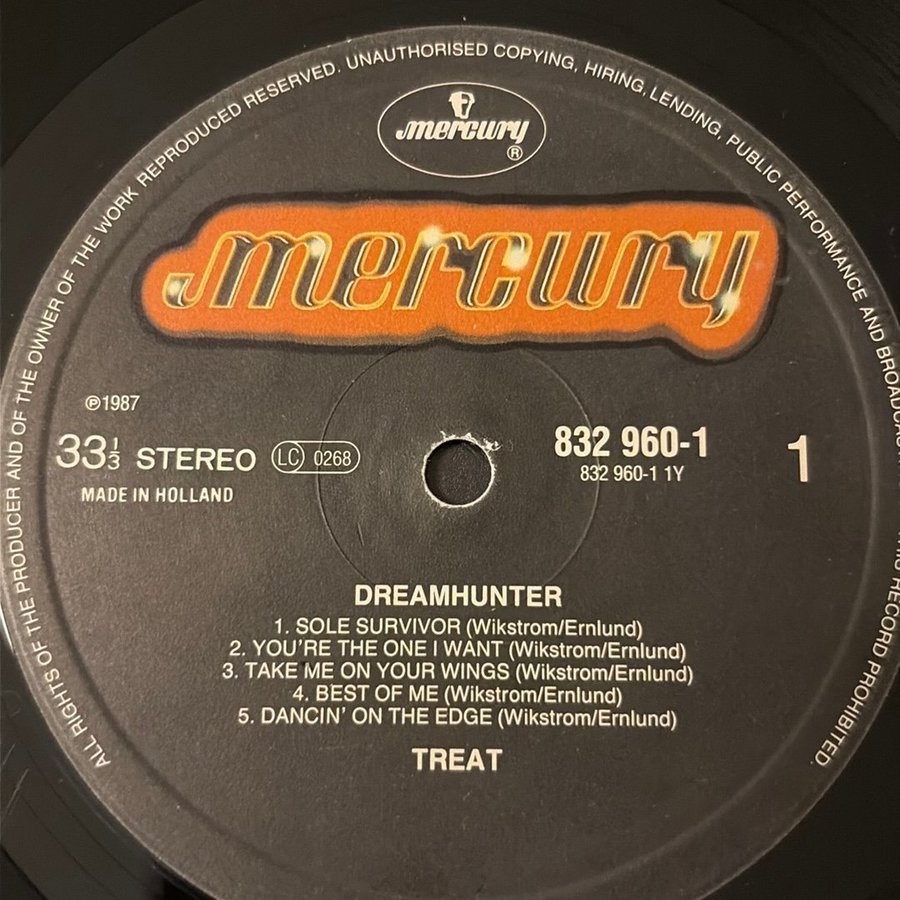 ALL RIGHTS OF THE PRODUCER AND OF THE OWNER OF THE WORK REPRODUCED RESERVED. UNAUTHORISED COPYING, HIRING, LENDING, PUBLIC PERFORMANCE AND BROADCAS THIS RECORD PROHIBITED.
mercury
®
mercury
℗1987
33⅓ STEREO LC 0268
MADE IN HOLLAND
832 960-1
832 960-1 1Y
1
DREAMHUNTER
1. SOLE SURVIVOR (Wikstrom/Ernlund)
2. YOU'RE THE ONE I WANT (Wikstrom/Ernlund)
3. TAKE ME ON YOUR WINGS (Wikstrom/Ernlund)
4. BEST OF ME (Wikstrom/Ernlund)
5. DANCIN' ON THE EDGE (Wikstrom/Ernlund)
TREAT